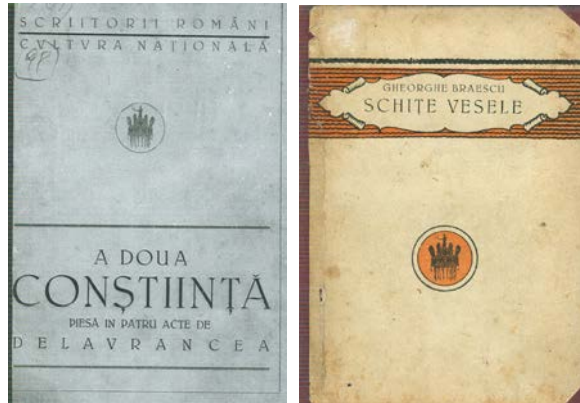 SCRIITORII ROMÂNI
CVLTVRA NAȚIONALĂ
A DOUA
CONȘTIINȚĂ
PIESĂ IN PATRU ACTE DE
DELAVRANCEA
GHEORGHE BRAESCU
SCHIȚE VESELE